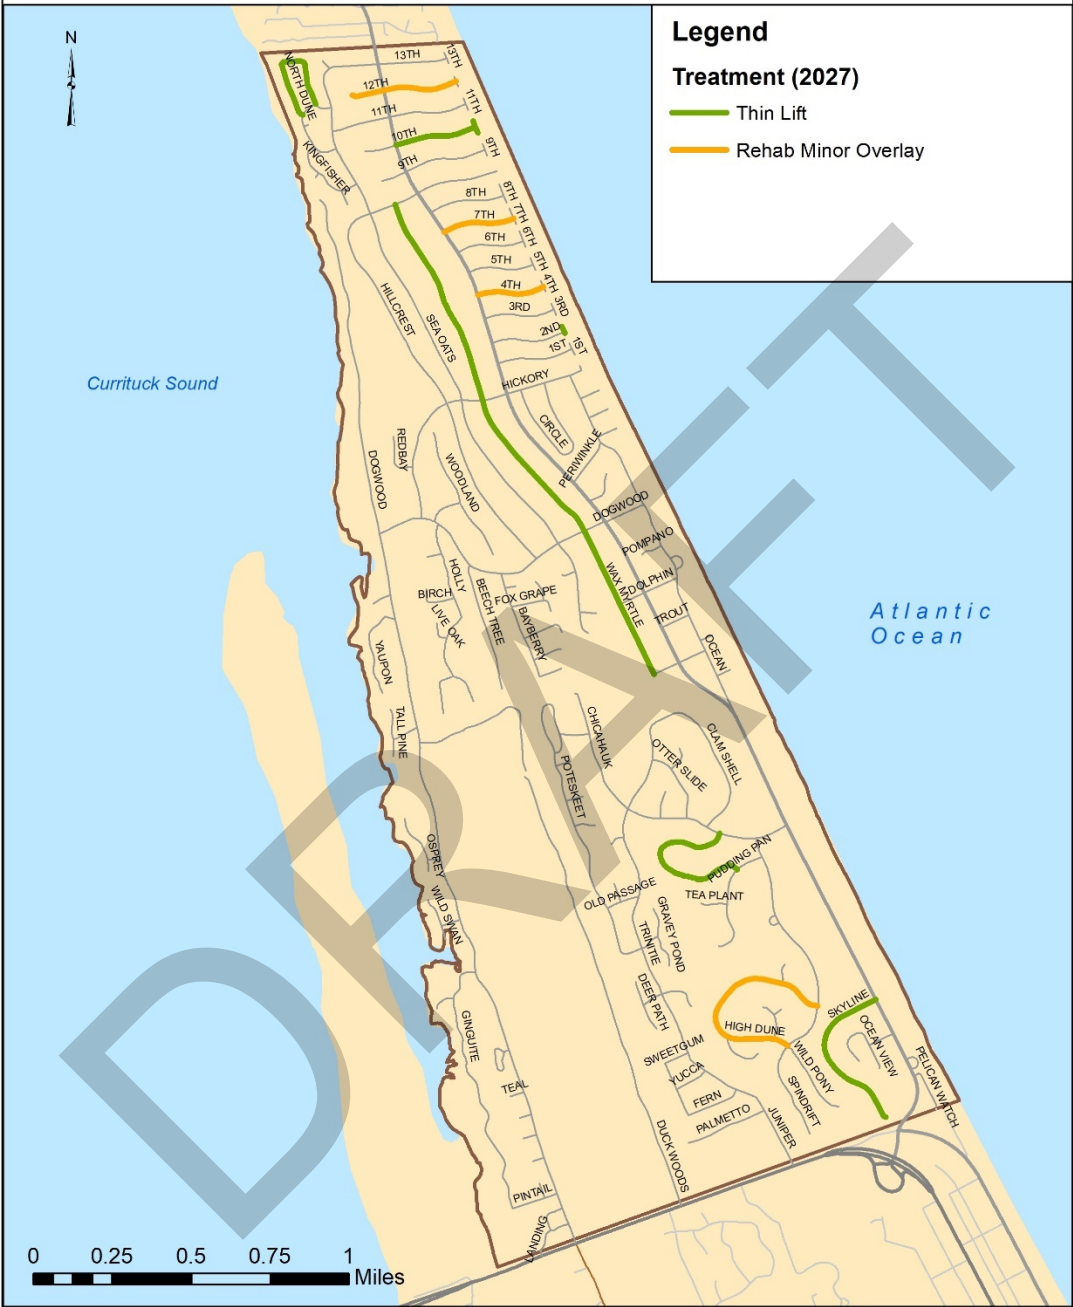 Legend
Treatment (2027)
Thin Lift
Rehab Minor Overlay
N
13TH
13TH
NORTH DUNE
12TH
11TH
11TH
10TH
9TH
9TH
KINGFISHER
8TH
8TH
7TH
7TH
6TH
6TH
5TH
5TH
4TH
4TH
3RD
3RD
2ND
1ST
1ST
HILLCREST
SEA OATS
Currituck Sound
HICKORY
CIRCLE
PERIWINKLE
REDBAY
DOGWOOD
WOODLAND
DOGWOOD
POMPANO
DOLPHIN
WAX MYRTLE
TROUT
HOLLY
BIRCH
BEECH TREE
FOX GRAPE
LIVE OAK
BAYBERRY
Atlantic
Ocean
OCEAN
YAUPON
TALL PINE
CHICAHAUK
CLAM SHELL
OTTER SLIDE
POTESKEET
OSPREY
PUDDING PAN
OLD PASSAGE
TEA PLANT
WILD SWAN
GRAVEY POND
TRINITIE
DEER PATH
SKYLINE
HIGH DUNE
OCEAN VIEW
GINGUITE
SWEETGUM
WILD PONY
PELICAN WATCH
YUCCA
TEAL
SPINDRIFT
FERN
PALMETTO
JUNIPER
DUCK WOODS
PINTAIL
LANDING
DRAFT
0 0.25 0.5 0.75 1
Miles